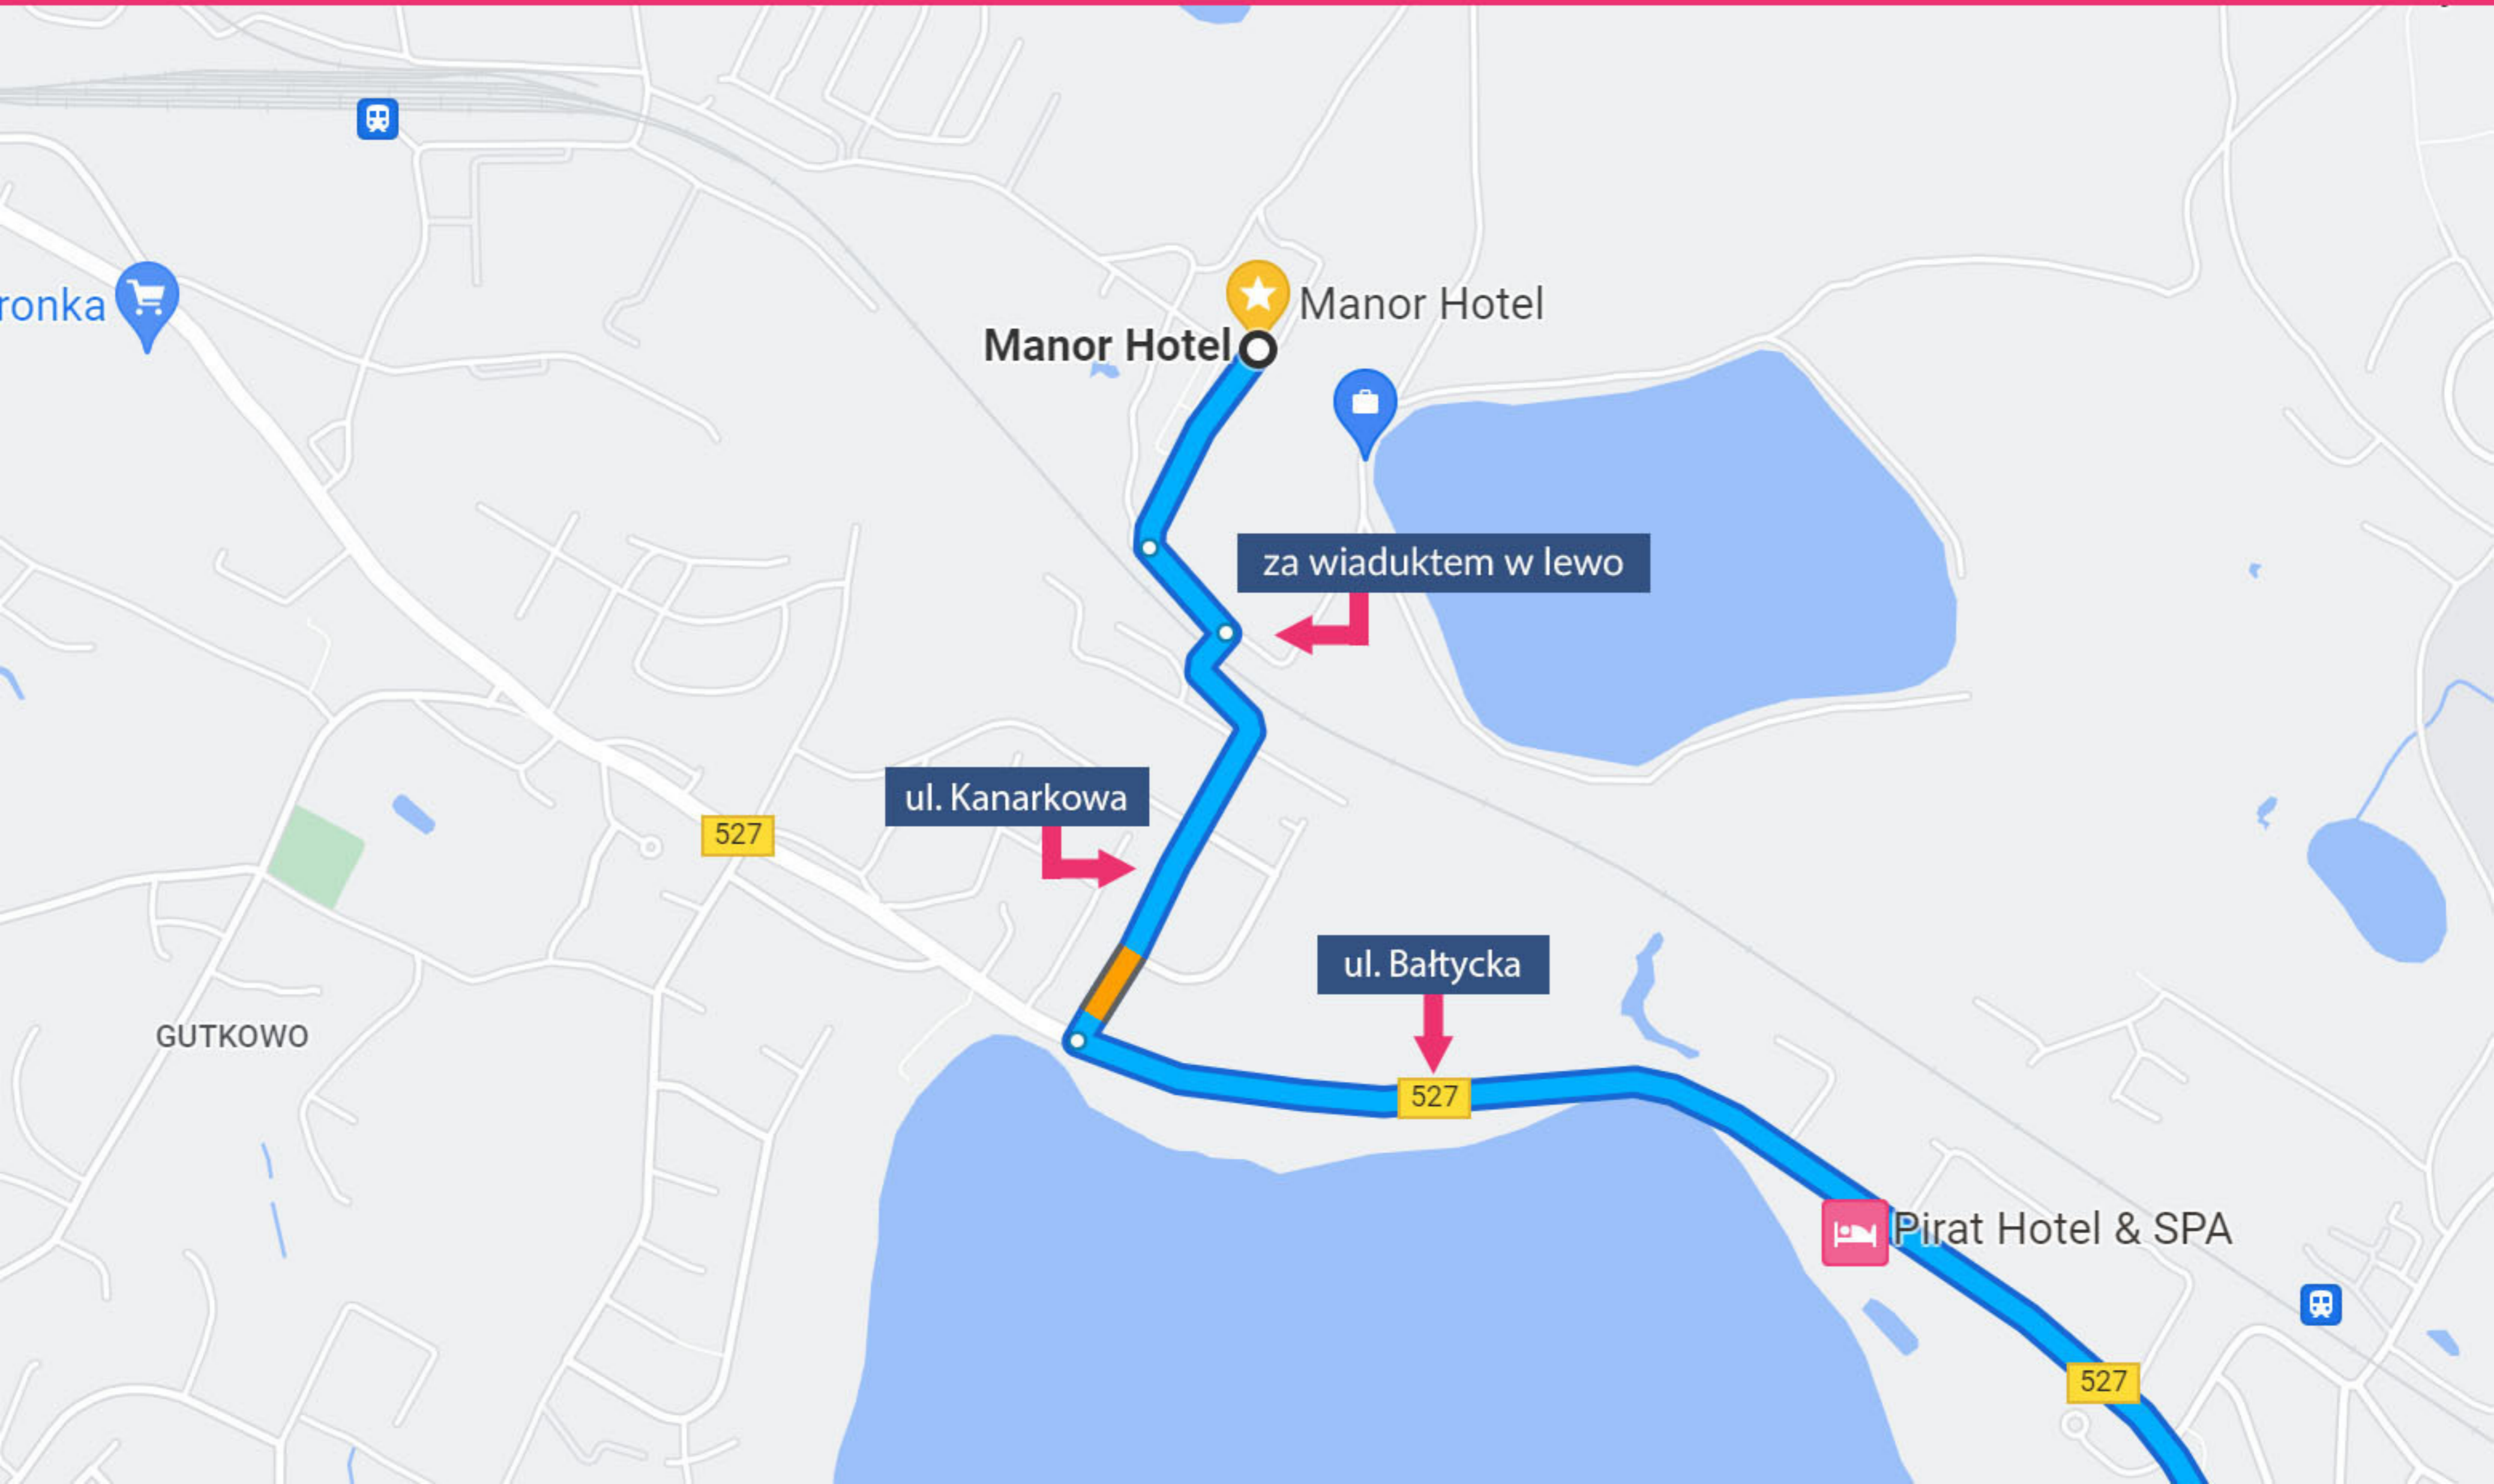 Manor Hotel
ronka
Manor Hotel
za wiaduktem w lewo
ul. Kanarkowa
527
ul. Bałtycka
GUTKOWO
527
Pirat Hotel & SPA
527